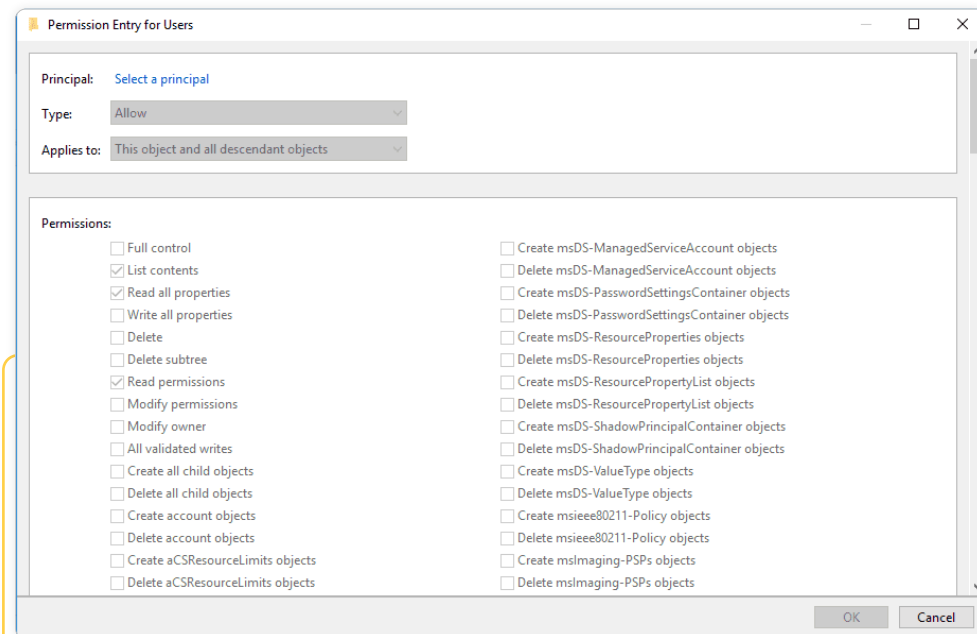 Permission Entry for Users
Principal: Select a principal
Type: Allow
Applies to: This object and all descendant objects
Permissions:
Full control
List contents
Read all properties
Write all properties
Delete
Delete subtree
Read permissions
Modify permissions
Modify owner
All validated writes
Create all child objects
Delete all child objects
Create account objects
Delete account objects
Create aCSResourceLimits objects
Delete aCSResourceLimits objects
Create msDS-ManagedServiceAccount objects
Delete msDS-ManagedServiceAccount objects
Create msDS-PasswordSettingsContainer objects
Delete msDS-PasswordSettingsContainer objects
Create msDS-ResourceProperties objects
Delete msDS-ResourceProperties objects
Create msDS-ResourcePropertyList objects
Delete msDS-ResourcePropertyList objects
Create msDS-ShadowPrincipalContainer objects
Delete msDS-ShadowPrincipalContainer objects
Create msDS-ValueType objects
Delete msDS-ValueType objects
Create msieee80211-Policy objects
Delete msieee80211-Policy objects
Create msImaging-PSPs objects
Delete msImaging-PSPs objects
OK
Cancel